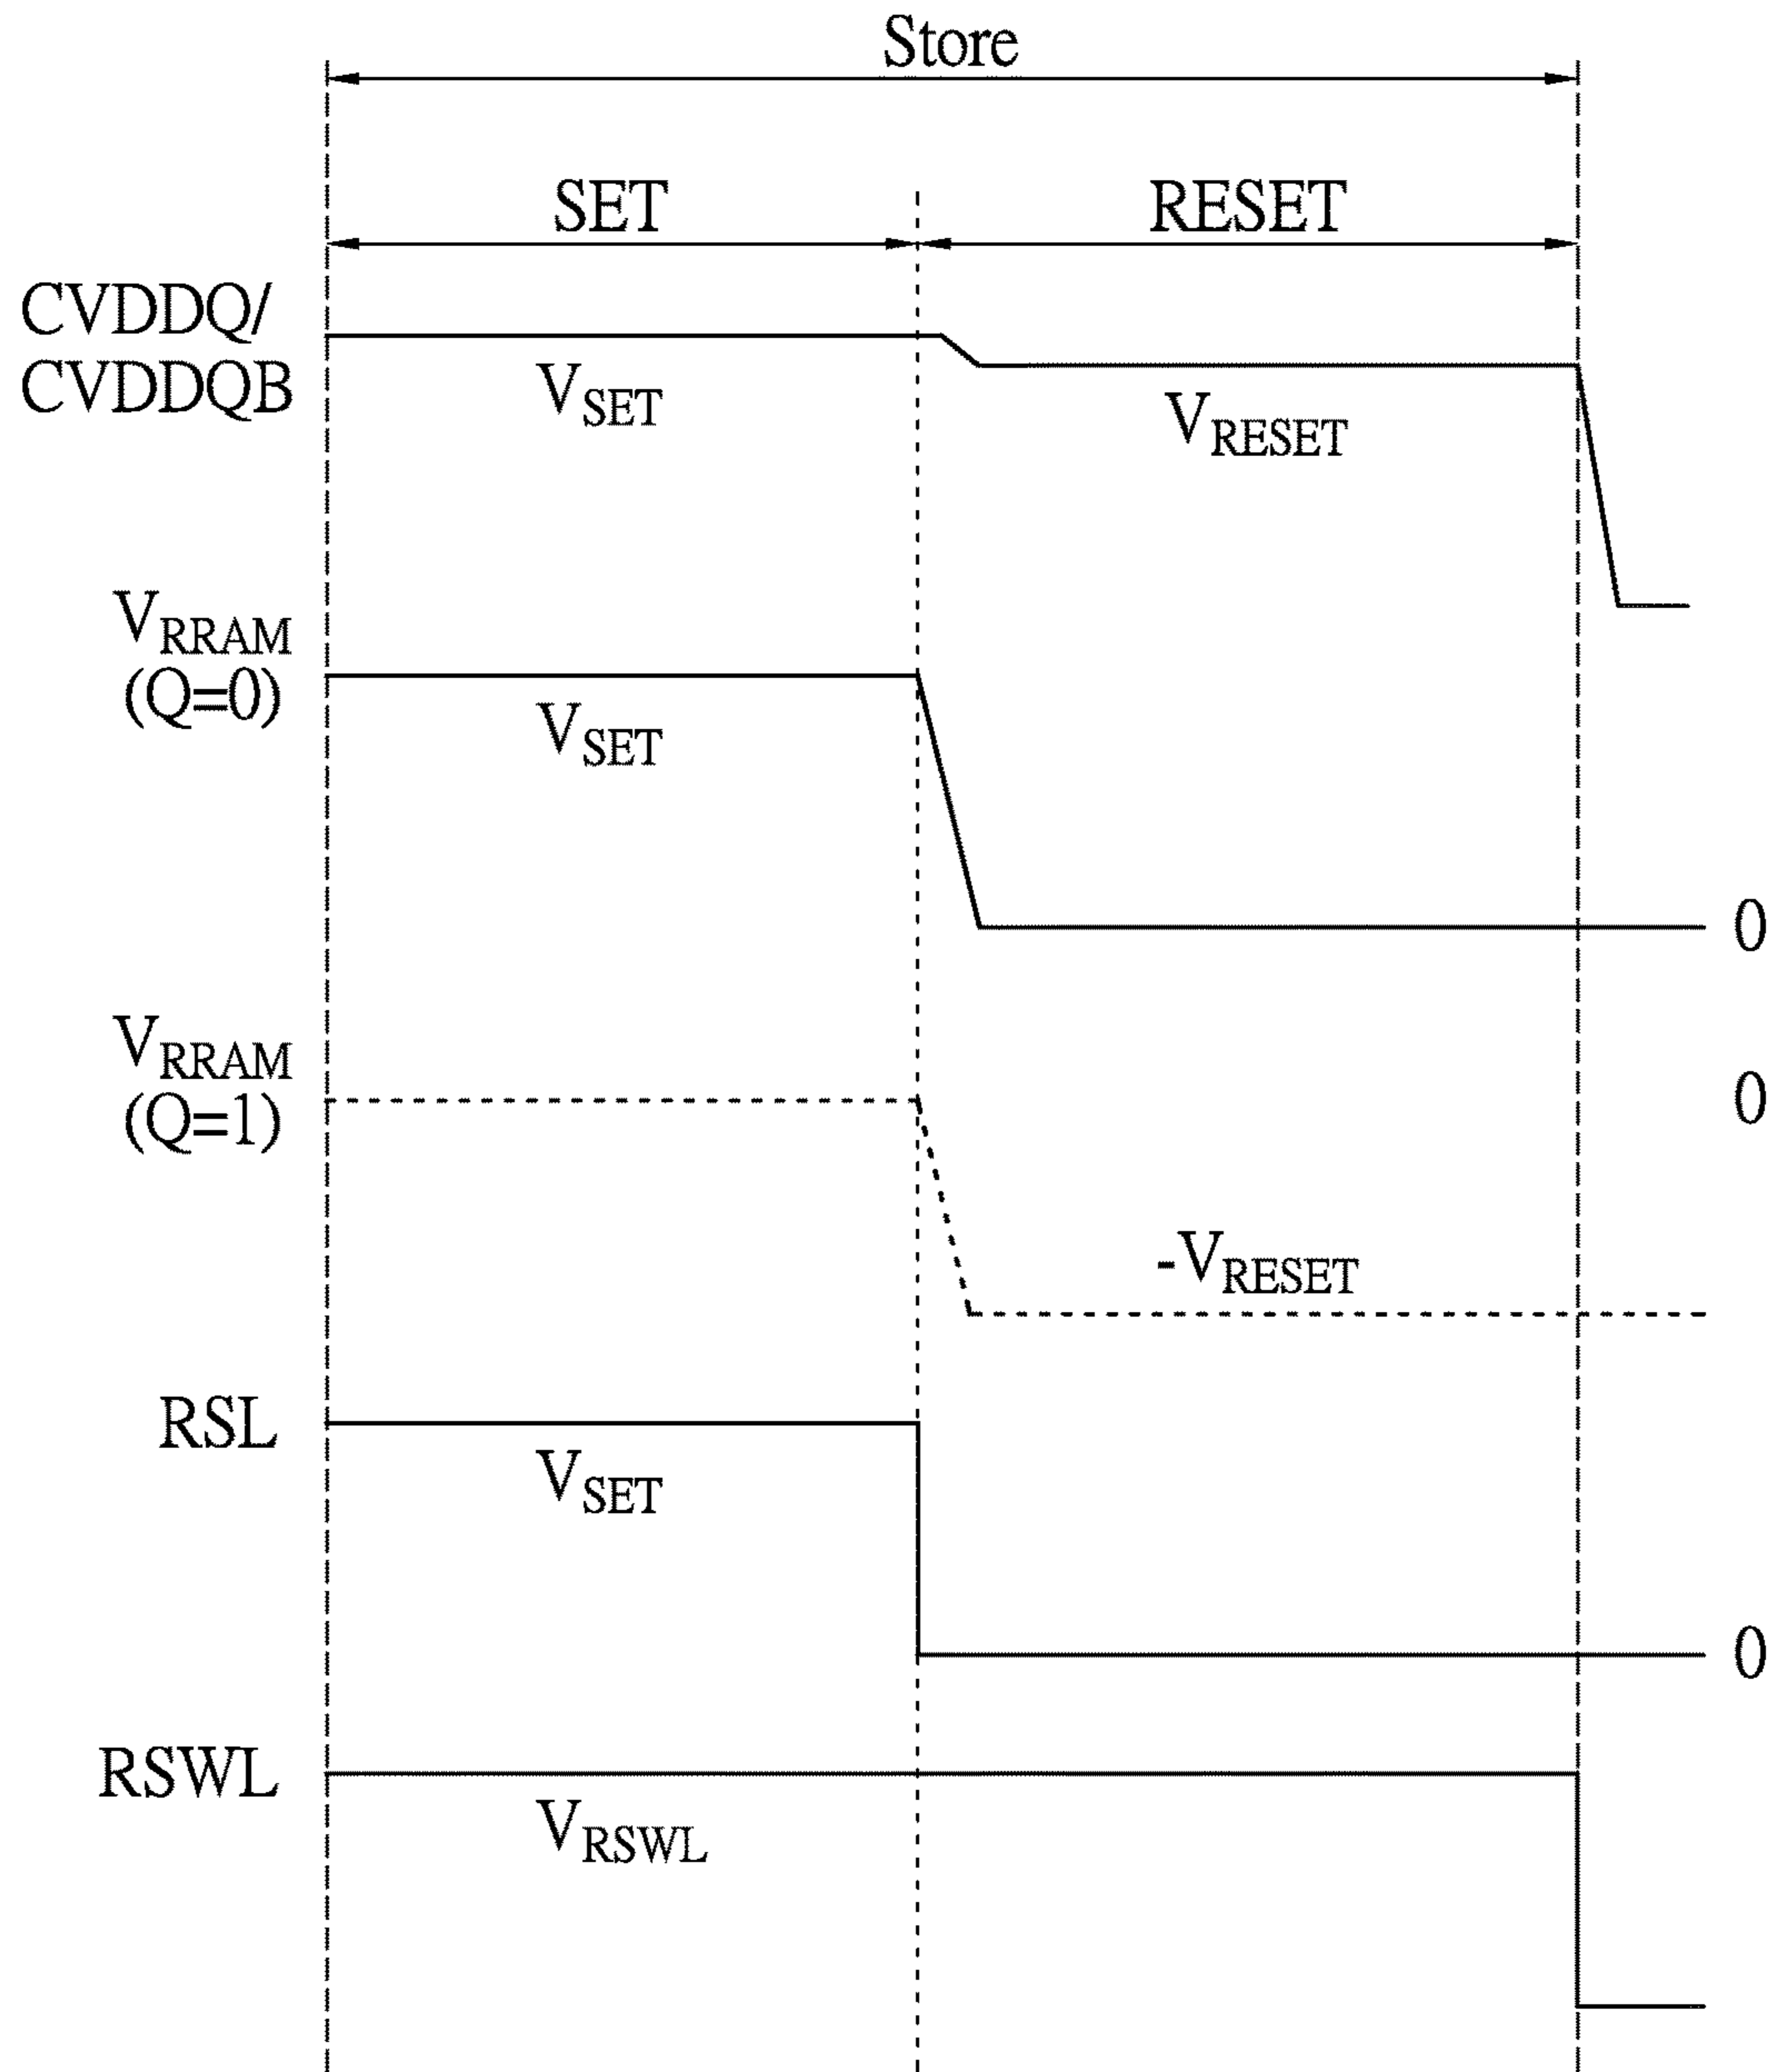 Store
SET
RESET
CVDDQ/
CVDDQB
VSET
VRESET
VRRAM
(Q=0)
VSET
0
VRRAM
(Q=1)
0
-VRESET
RSL
VSET
0
RSWL
VRSWL